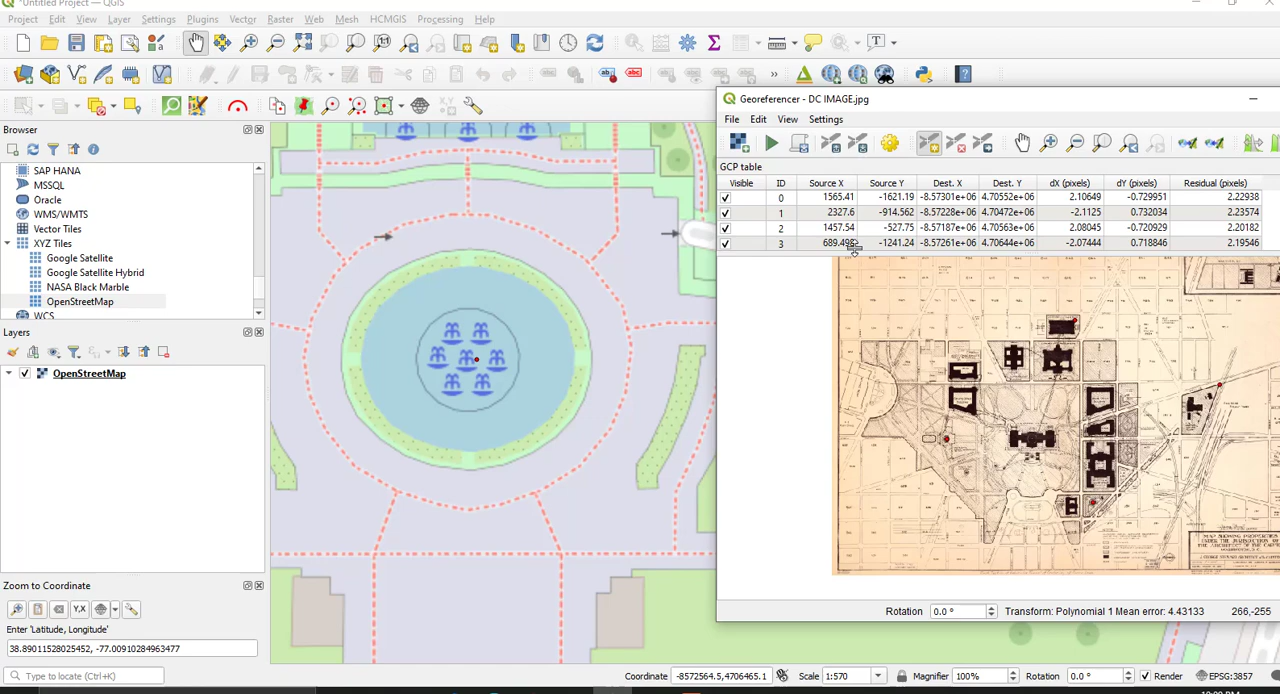 *Untitled Project — QGIS
Project Edit View Layer Settings Plugins Vector Raster Database Web Mesh HCMGIS Processing Help
Browser
SAP HANA
MSSQL
Oracle
WMS/WMTS
Vector Tiles
XYZ Tiles
Google Satellite
Google Satellite Hybrid
NASA Black Marble
OpenStreetMap
WCS
Layers
OpenStreetMap
Zoom to Coordinate
Y,X
Enter 'Latitude, Longitude'
38.89011528025452, -77.00910284963477
Type to locate (Ctrl+K)
Georeferencer - DC IMAGE.jpg
File Edit View Settings
GCP table
Visible ID Source X Source Y Dest. X Dest. Y dX (pixels) dY (pixels) Residual (pixels)
0 1565.41 -1621.19 -8.57301e+06 4.70552e+06 2.10649 -0.729951 2.22938
1 2327.6 -914.562 -8.57228e+06 4.70472e+06 -2.1125 0.732034 2.23574
2 1457.54 -527.75 -8.57187e+06 4.70563e+06 2.08045 -0.720929 2.20182
3 689.498 -1241.24 -8.57261e+06 4.70644e+06 -2.07444 0.718846 2.19546
MAP SHOWING PROPERTIES
Rotation 0.0 ° Transform: Polynomial 1 Mean error: 4.43133 266,-255
Coordinate -8572564.5,4706465.1 Scale 1:570 Magnifier 100% Rotation 0.0 ° Render EPSG:3857